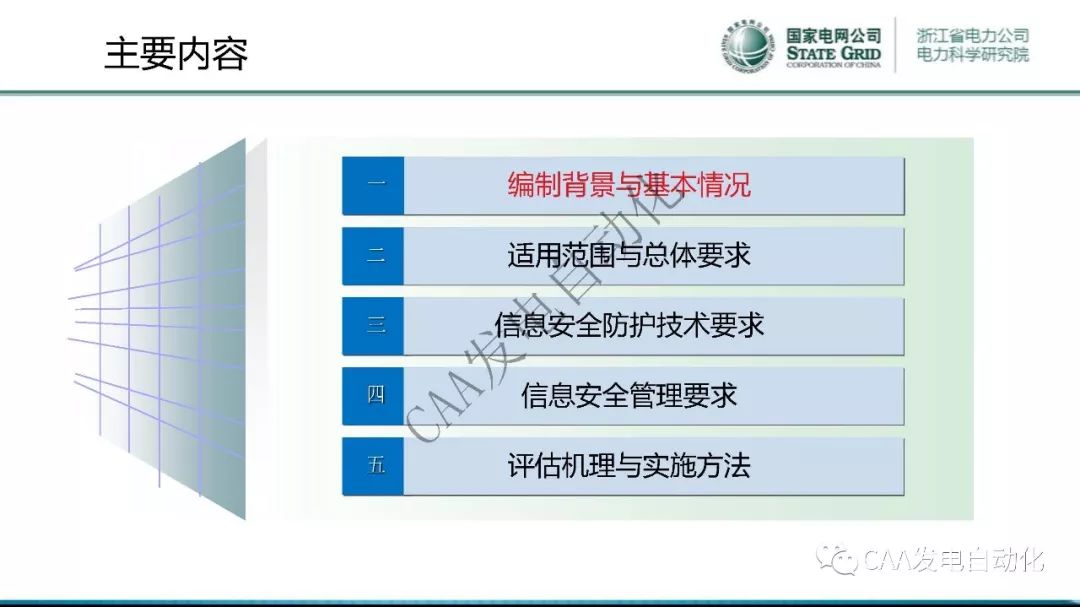 主要内容
国家电网公司
STATE GRID
CORPORATION OF CHINA
浙江省电力公司
电力科学研究院
一 编制背景与基本情况
二 适用范围与总体要求
三 信息安全防护技术要求
四 信息安全管理要求
五 评估机理与实施方法
CAA发电自动化
CAA发电自动化